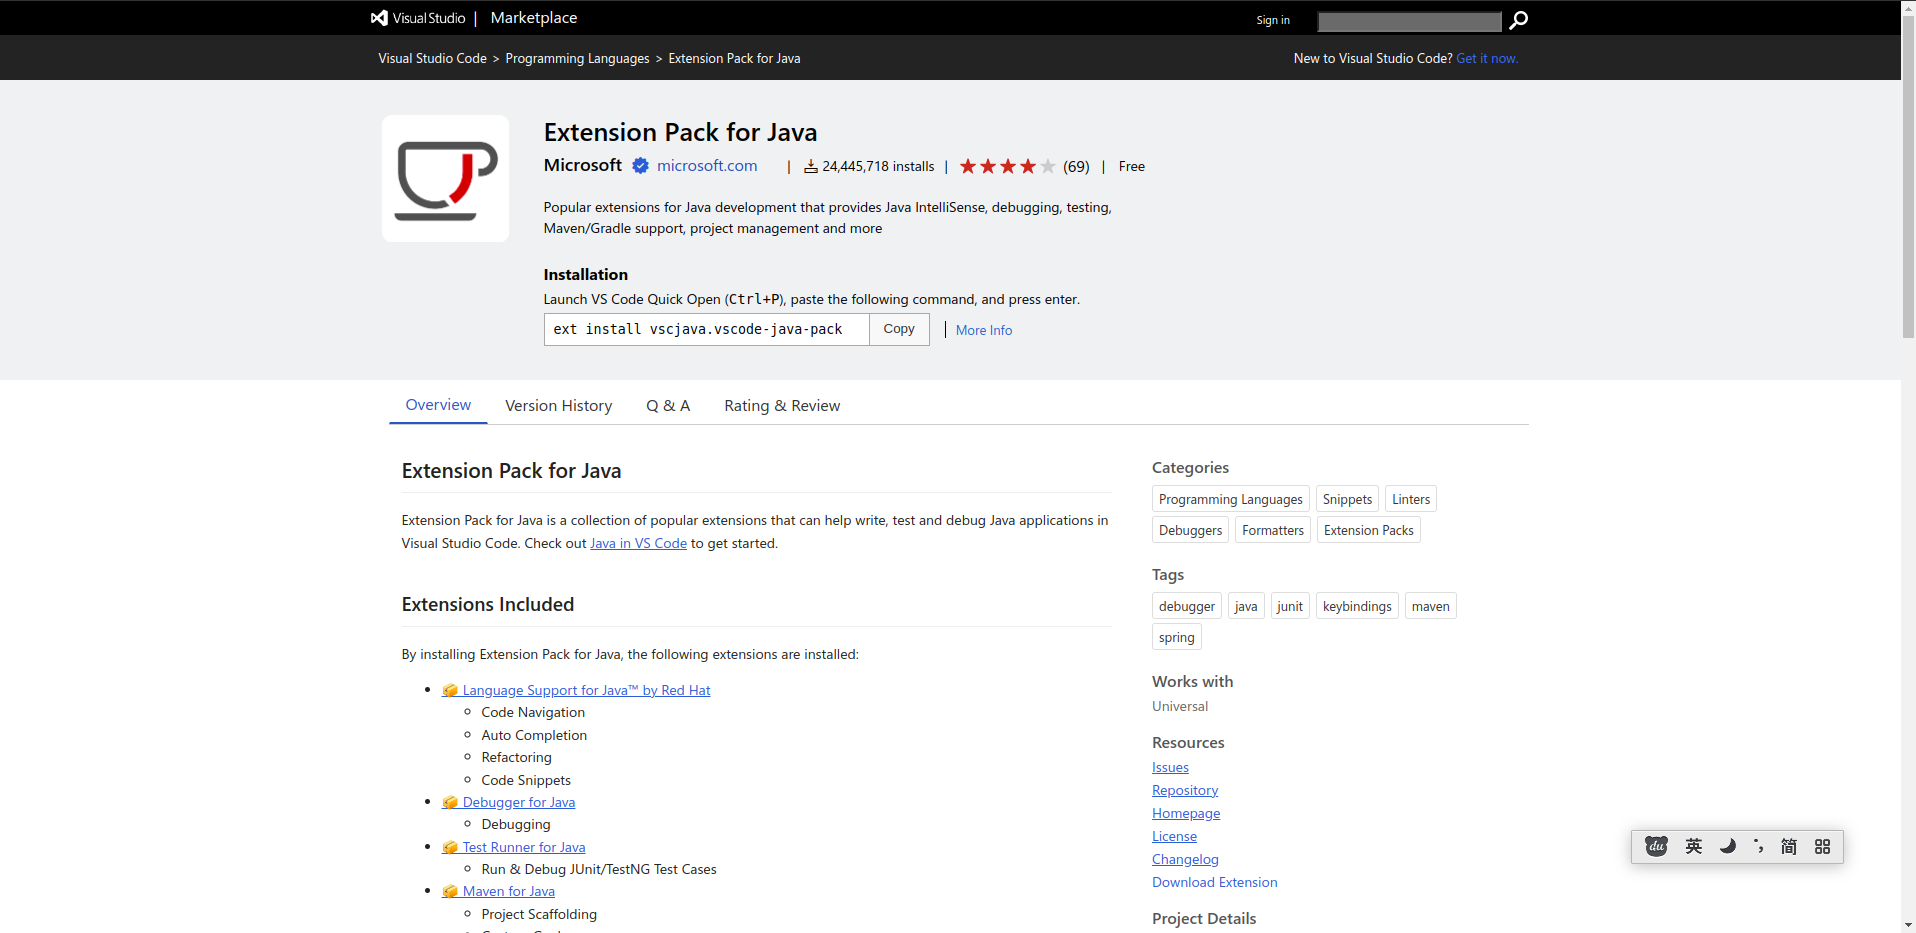 Visual Studio | Marketplace
Sign in
Visual Studio Code > Programming Languages > Extension Pack for Java
New to Visual Studio Code? Get it now.
Extension Pack for Java
Microsoft microsoft.com | 24,445,718 installs | (69) | Free
Popular extensions for Java development that provides Java IntelliSense, debugging, testing,
Maven/Gradle support, project management and more
Installation
Launch VS Code Quick Open (Ctrl+P), paste the following command, and press enter.
ext install vscjava.vscode-java-pack
Copy
| More Info
Overview
Version History
Q & A
Rating & Review
Extension Pack for Java
Extension Pack for Java is a collection of popular extensions that can help write, test and debug Java applications in
Visual Studio Code. Check out Java in VS Code to get started.
Extensions Included
By installing Extension Pack for Java, the following extensions are installed:
Language Support for Java™ by Red Hat
Code Navigation
Auto Completion
Refactoring
Code Snippets
Debugger for Java
Debugging
Test Runner for Java
Run & Debug JUnit/TestNG Test Cases
Maven for Java
Project Scaffolding
Categories
Programming Languages
Snippets
Linters
Debuggers
Formatters
Extension Packs
Tags
debugger
java
junit
keybindings
maven
spring
Works with
Universal
Resources
Issues
Repository
Homepage
License
Changelog
Download Extension
Project Details
du 英 简